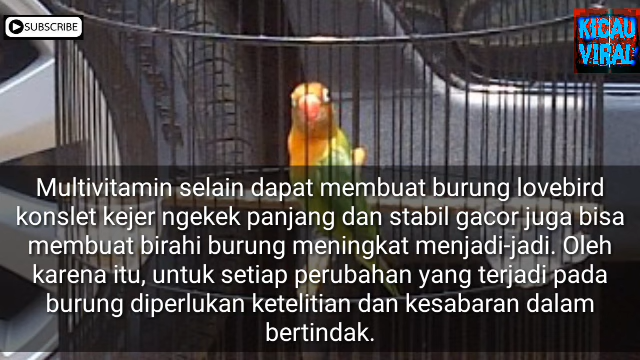 SUBSCRIBE
KICAU
VIRAL
Multivitamin selain dapat membuat burung lovebird
konslet kejer ngekek panjang dan stabil gacor juga bisa
membuat birahi burung meningkat menjadi-jadi. Oleh
karena itu, untuk setiap perubahan yang terjadi pada
burung diperlukan ketelitian dan kesabaran dalam
bertindak.